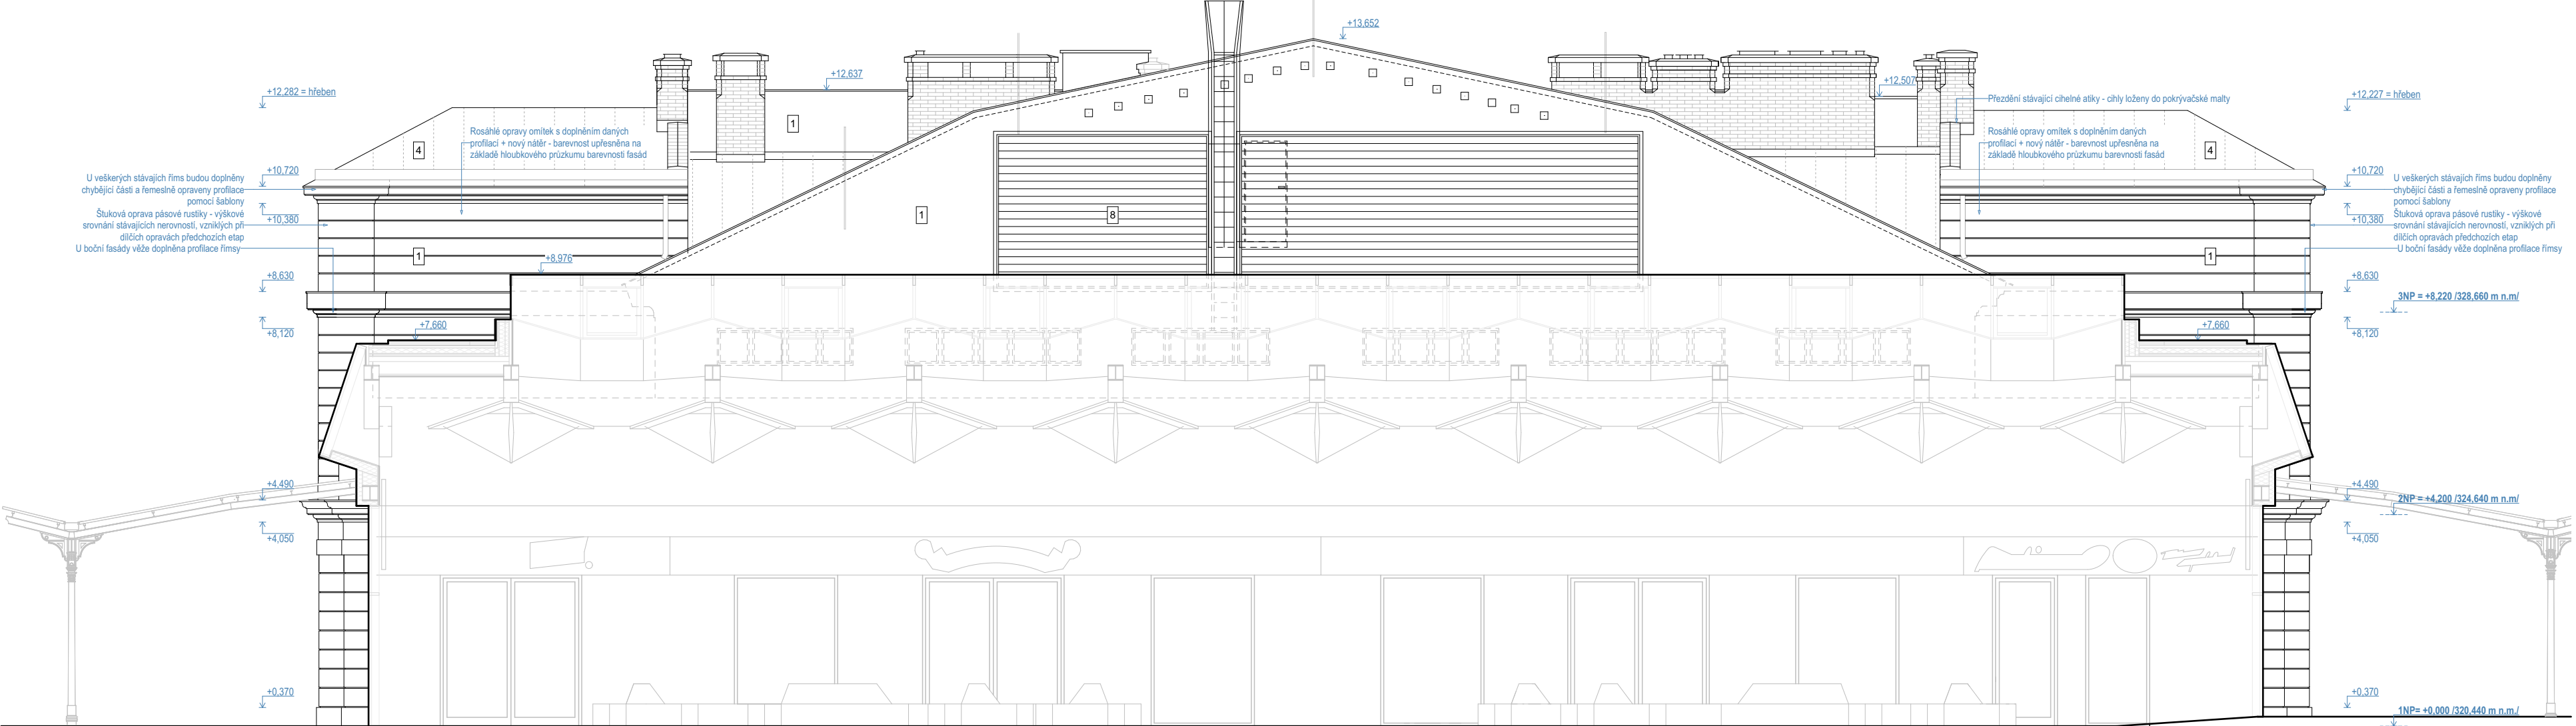 +13,652
+12,637
+12,282 = hřeben
+12,507
Přezdění stávající cihelné atiky - cihly loženy do pokrývačské malty
+12,227 = hřeben
1
Rosáhlé opravy omítek s doplněním daných
profilací + nový nátěr - barevnost upřesněna na
základě hloubkového průzkumu barevnosti fasád
4
Rosáhlé opravy omítek s doplněním daných
profilací + nový nátěr - barevnost upřesněna na
základě hloubkového průzkumu barevnosti fasád
4
+10,720
U veškerých stávajích říms budou doplněny
chybějící části a řemeslně opraveny profilace
pomocí šablony
Štuková oprava pásové rustiky - výškové
srovnání stávajících nerovností, vzniklých při
dílčích opravách předchozích etap
U boční fasády věže doplněna profilace římsy
+10,380
1
1
8
+10,720
U veškerých stávajích říms budou doplněny
chybějící části a řemeslně opraveny profilace
pomocí šablony
Štuková oprava pásové rustiky - výškové
srovnání stávajících nerovností, vzniklých při
dílčích opravách předchozích etap
U boční fasády věže doplněna profilace římsy
+10,380
1
+8,976
+8,630
+8,630
3NP = +8,220 /328,660 m n.m/
+8,120
+7,660
+7,660
+8,120
+4,490
+4,490
2NP = +4,200 /324,640 m n.m/
+4,050
+4,050
+0,370
+0,370
1NP= +0,000 /320,440 m n.m./